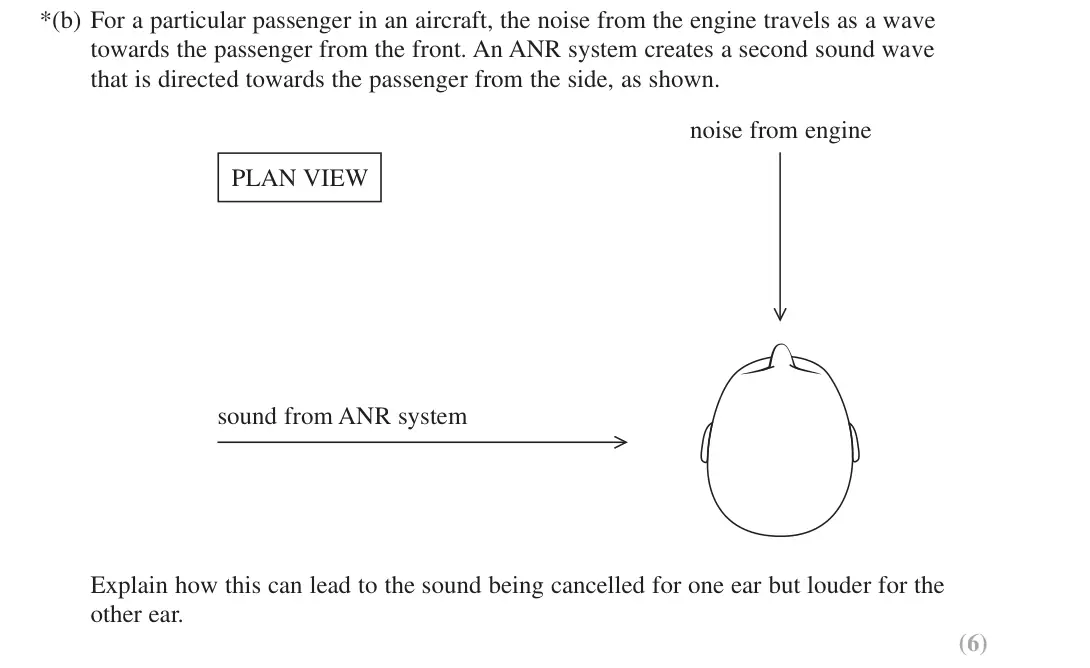 *(b) For a particular passenger in an aircraft, the noise from the engine travels as a wave
towards the passenger from the front. An ANR system creates a second sound wave
that is directed towards the passenger from the side, as shown.
noise from engine
PLAN VIEW
sound from ANR system
Explain how this can lead to the sound being cancelled for one ear but louder for the
other ear.
(6)